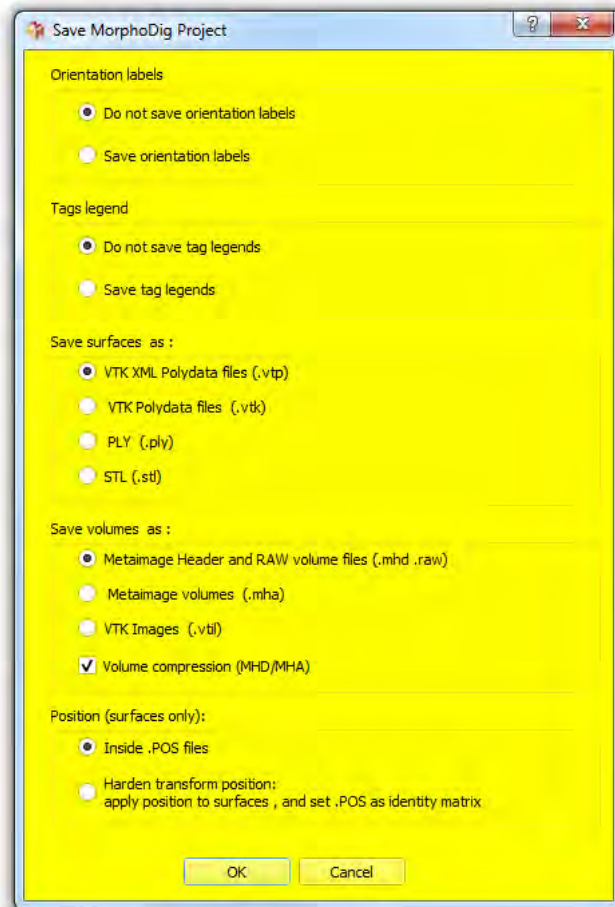 Save MorphoDig Project
?
Orientation labels
Do not save orientation labels
Save orientation labels
Tags legend
Do not save tag legends
Save tag legends
Save surfaces as :
VTK XML Polydata files (.vtp)
VTK Polydata files (.vtk)
PLY (.ply)
STL (.stl)
Save volumes as :
Metaimage Header and RAW volume files (.mhd .raw)
Metaimage volumes (.mha)
VTK Images (.vtil)
Volume compression (MHD/MHA)
Position (surfaces only):
Inside .POS files
Harden transform position:
apply position to surfaces , and set .POS as identity matrix
OK Cancel